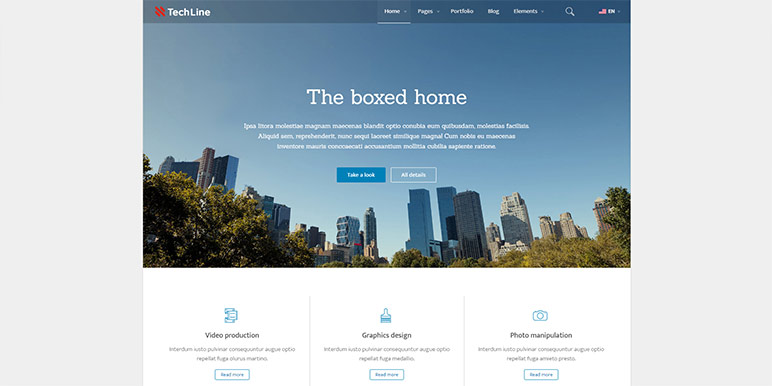 TechLine
Home Pages Portfolio Blog Elements EN
The boxed home
Ipsa litora molestiae magnam maecenas blandit optio conubia eum quibusdam, molestias facilisis.
Aliquid sem, reprehenderit, nunc sequi laoreet similique magna! Cum nobis eu maecenas
inventore mauris conccaecati accusantium mollitia cubilia sapiente ratione.
Take a look All details
Video production
Interdum iusto pulvinar consequuntur augue optio
repellat fuga olurus martino.
Read more
Graphics design
Interdum iusto pulvinar consequuntur augue optio
repellat fuga medallio.
Read more
Photo manipulation
Interdum iusto pulvinar consequuntur augue optio
repellat fuga amieto presto.
Read more